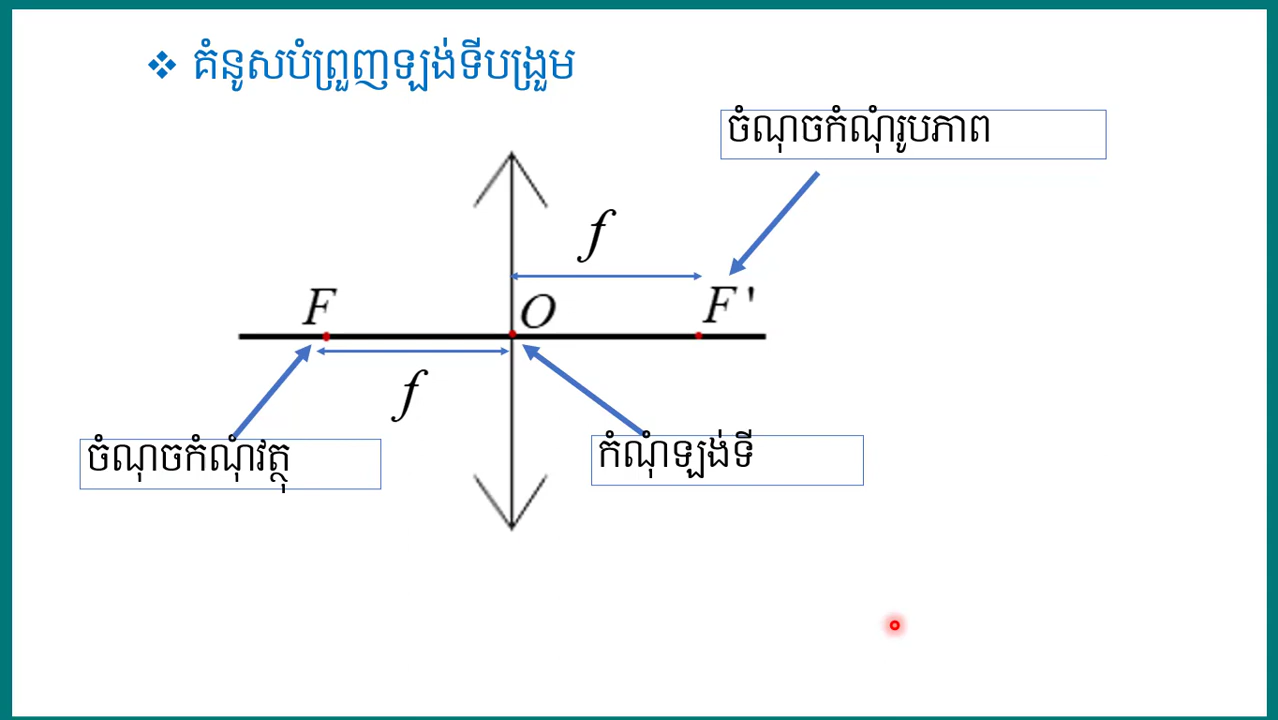 ❖ គំនូសបំព្រួញឡង់ទីបង្រួម
ចំណុចកំណុំរូបភាព
f
F
O
F'
f
ចំណុចកំណុំវត្ថុ
កំណុំឡង់ទី